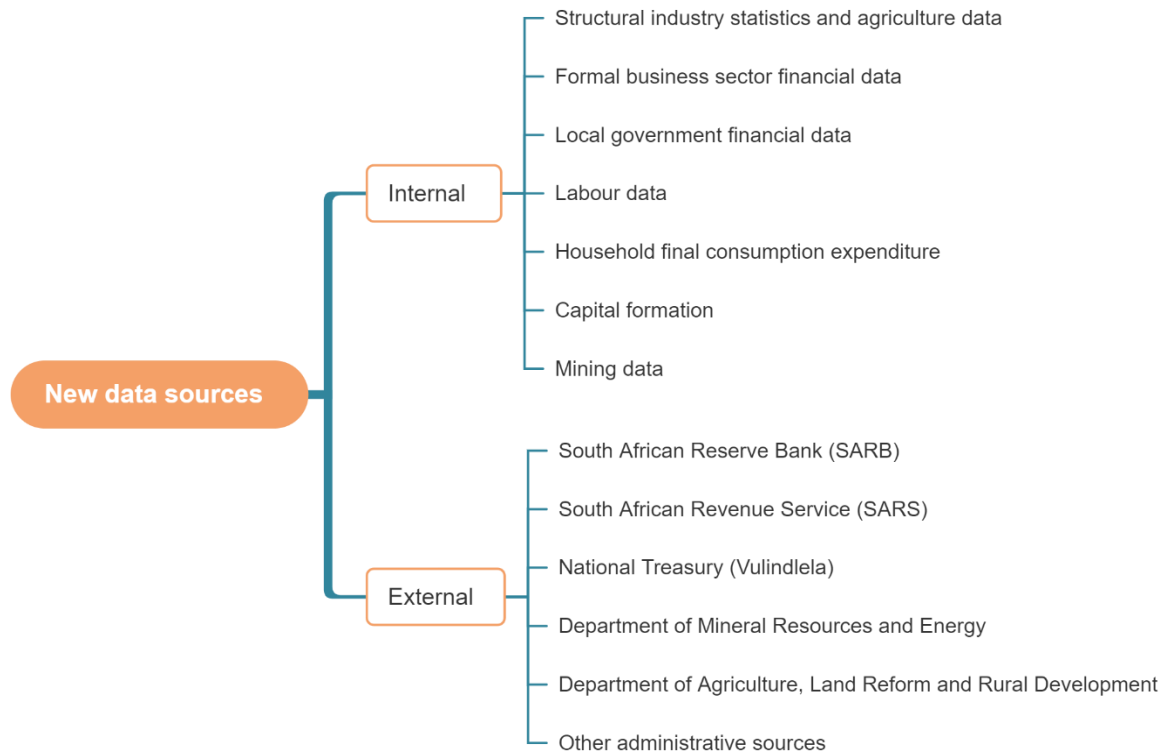 New data sources
Internal
Structural industry statistics and agriculture data
Formal business sector financial data
Local government financial data
Labour data
Household final consumption expenditure
Capital formation
Mining data
External
South African Reserve Bank (SARB)
South African Revenue Service (SARS)
National Treasury (Vulindlela)
Department of Mineral Resources and Energy
Department of Agriculture, Land Reform and Rural Development
Other administrative sources